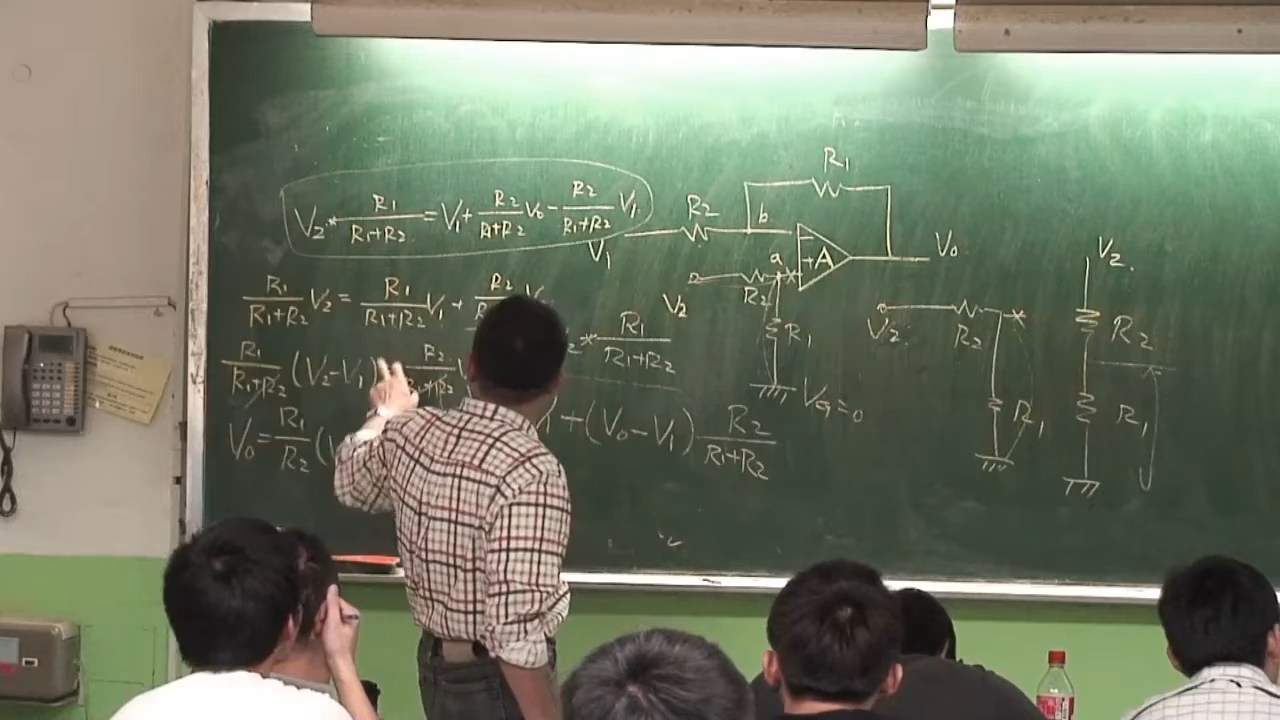 V₂* R₁/(R₁+R₂) = V₁ + R₂/(R₁+R₂) V₀ − R₂/(R₁+R₂) V₁
R₁/(R₁+R₂) V₂ = R₁/(R₁+R₂) V₁ +
R₁/(R₁+R₂) (V₂−V₁)
V₀ = R₁/R₂ (
* R₁/(R₁+R₂)
+ (V₀−V₁) R₂/(R₁+R₂)
R₁
R₂
b
V₁
−
+A
V₀
a
V₂
R₂
R₁
Va=0
V₂
R₂
R₁
V₂
R₂
R₁